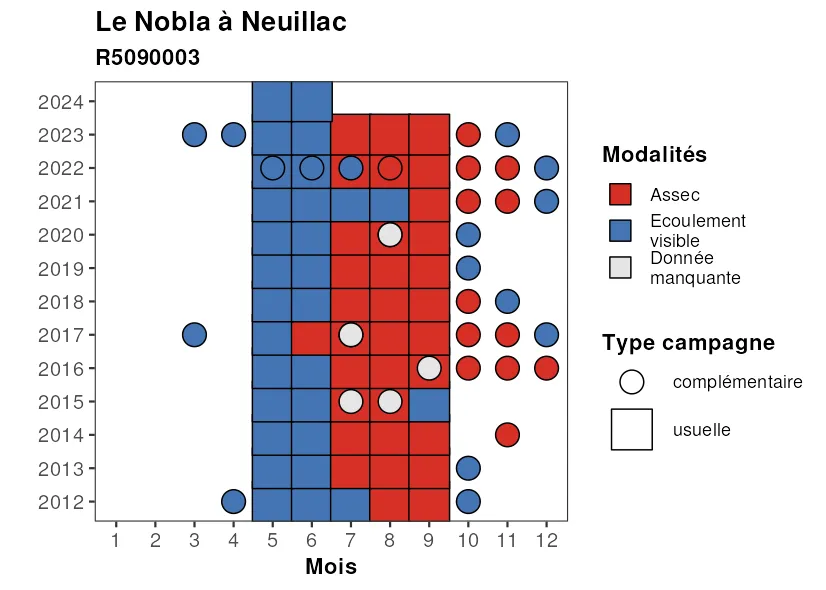 Le Nobla à Neuillac
R5090003
2024
2023
2022
2021
2020
2019
2018
2017
2016
2015
2014
2013
2012
1 2 3 4 5 6 7 8 9 10 11 12
Mois
Modalités
Assec
Ecoulement
visible
Donnée
manquante
Type campagne
complémentaire
usuelle